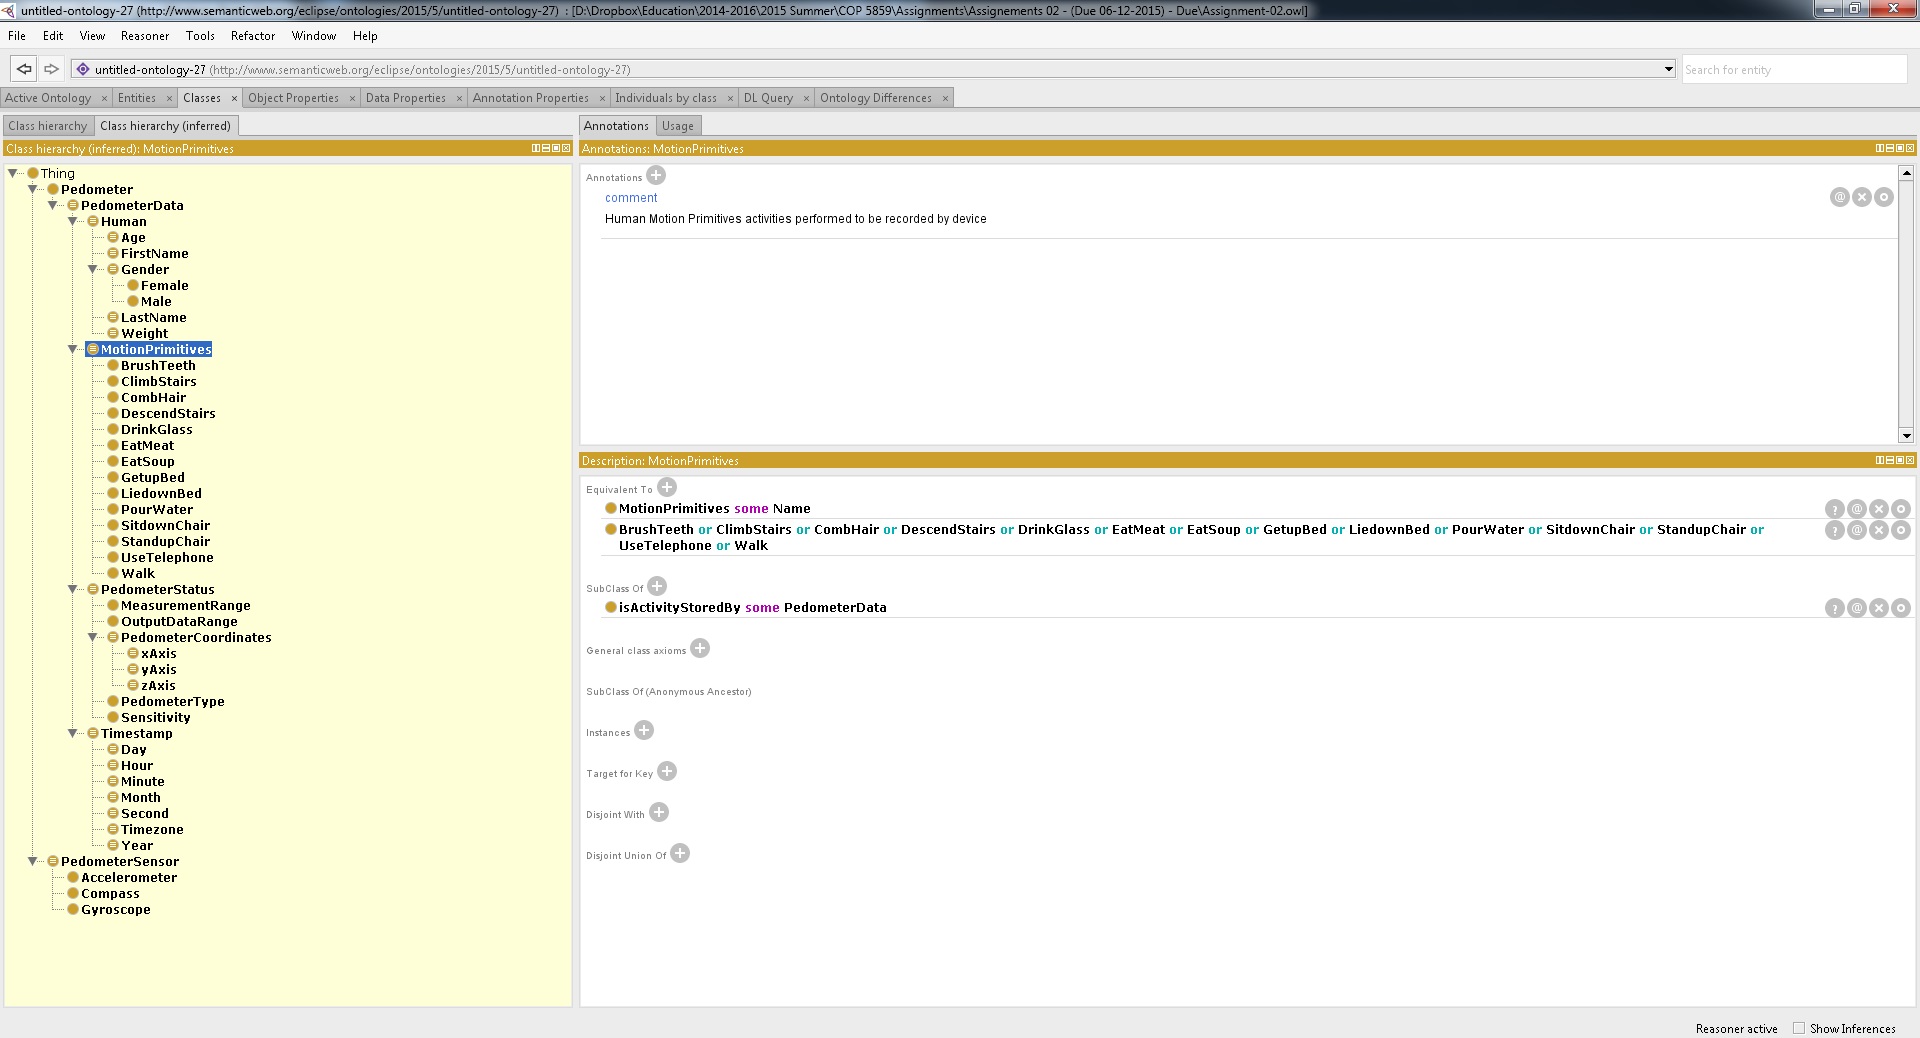 untitled-ontology-27 (http://www.semanticweb.org/eclipse/ontologies/2015/5/untitled-ontology-27) : [D:\Dropbox\Education\2014-2016\2015 Summer\COP 5859\Assignments\Assignements 02 - (Due 06-12-2015) - Due\Assignment-02.owl]
File Edit View Reasoner Tools Refactor Window Help
untitled-ontology-27 (http://www.semanticweb.org/eclipse/ontologies/2015/5/untitled-ontology-27)
Search for entity
Active Ontology × Entities × Classes × Object Properties × Data Properties × Annotation Properties × Individuals by class × DL Query × Ontology Differences ×
Class hierarchy Class hierarchy (inferred)
Class hierarchy (inferred): MotionPrimitives
Thing
Pedometer
PedometerData
Human
Age
FirstName
Gender
Female
Male
LastName
Weight
MotionPrimitives
BrushTeeth
ClimbStairs
CombHair
DescendStairs
DrinkGlass
EatMeat
EatSoup
GetupBed
LiedownBed
PourWater
SitdownChair
StandupChair
UseTelephone
Walk
PedometerStatus
MeasurementRange
OutputDataRange
PedometerCoordinates
xAxis
yAxis
zAxis
PedometerType
Sensitivity
Timestamp
Day
Hour
Minute
Month
Second
Timezone
Year
PedometerSensor
Accelerometer
Compass
Gyroscope
Annotations Usage
Annotations: MotionPrimitives
Annotations
comment
Human Motion Primitives activities performed to be recorded by device
Description: MotionPrimitives
Equivalent To
MotionPrimitives some Name
BrushTeeth or ClimbStairs or CombHair or DescendStairs or DrinkGlass or EatMeat or EatSoup or GetupBed or LiedownBed or PourWater or SitdownChair or StandupChair or
UseTelephone or Walk
SubClass Of
isActivityStoredBy some PedometerData
General class axioms
SubClass Of (Anonymous Ancestor)
Instances
Target for Key
Disjoint With
Disjoint Union Of
Reasoner active Show Inferences